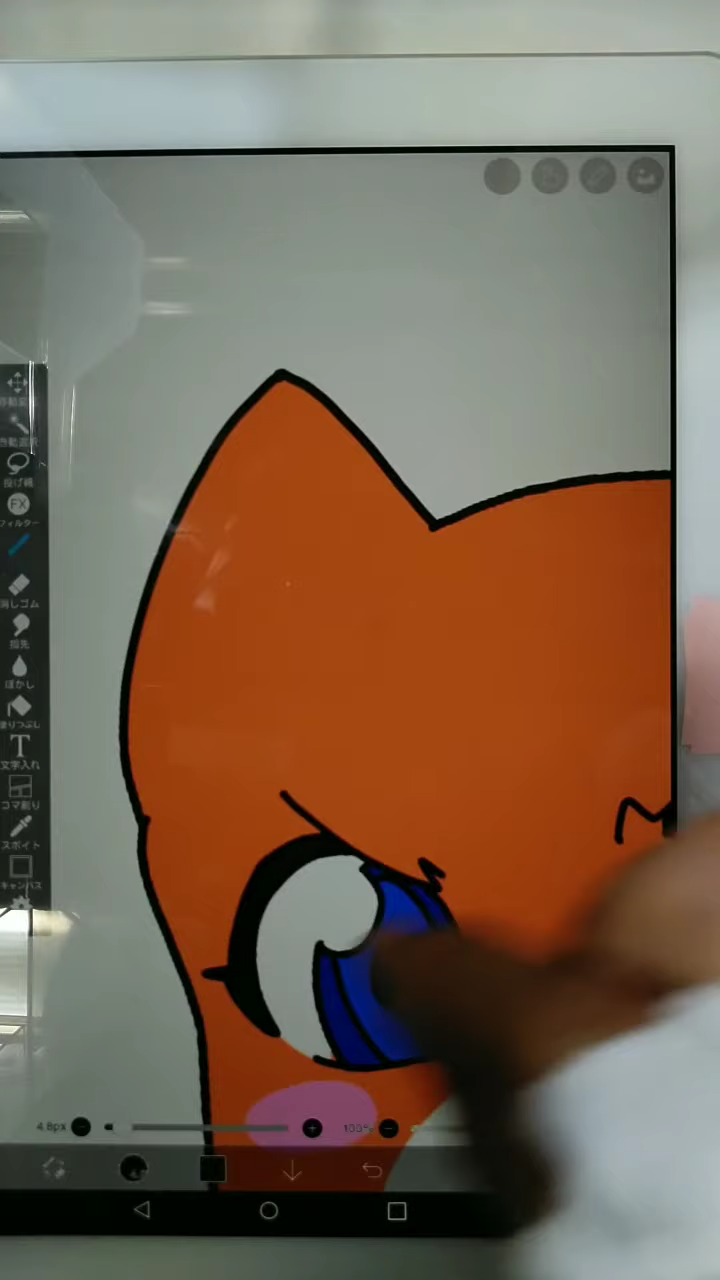 自動選択
投げ縄
FX
フィルター
消しゴム
指先
ぼかし
塗りつぶし
T
文字入れ
コマ割り
スポイト
キャンバス
4.8px
100%